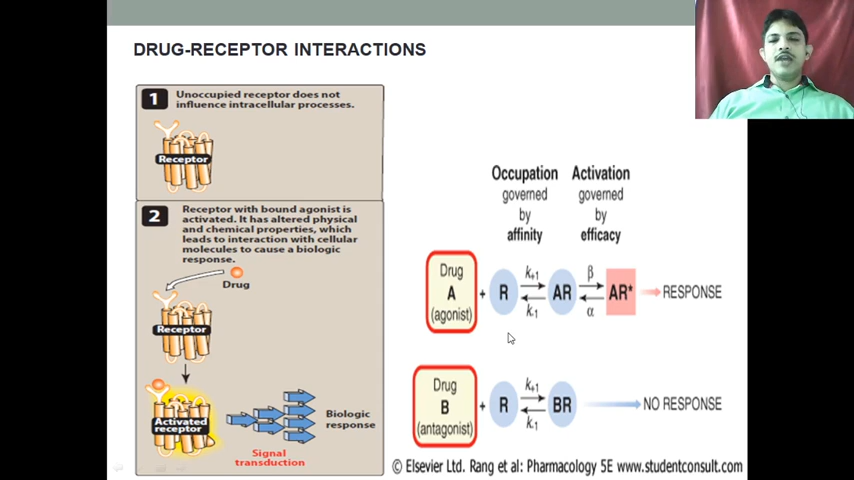 DRUG-RECEPTOR INTERACTIONS
1
Unoccupied receptor does not
influence intracellular processes.
Receptor
2
Receptor with bound agonist is
activated. It has altered physical
and chemical properties, which
leads to interaction with cellular
molecules to cause a biologic
response.
Drug
Receptor
Activated
receptor
Signal
transduction
Biologic
response
Occupation
governed
by
affinity
Activation
governed
by
efficacy
Drug
A
(agonist)
+ R k+1 k-1 AR β α AR* RESPONSE
Drug
B
(antagonist)
+ R k+1 k-1 BR NO RESPONSE
© Elsevier Ltd. Rang et al: Pharmacology 5E www.studentconsult.com